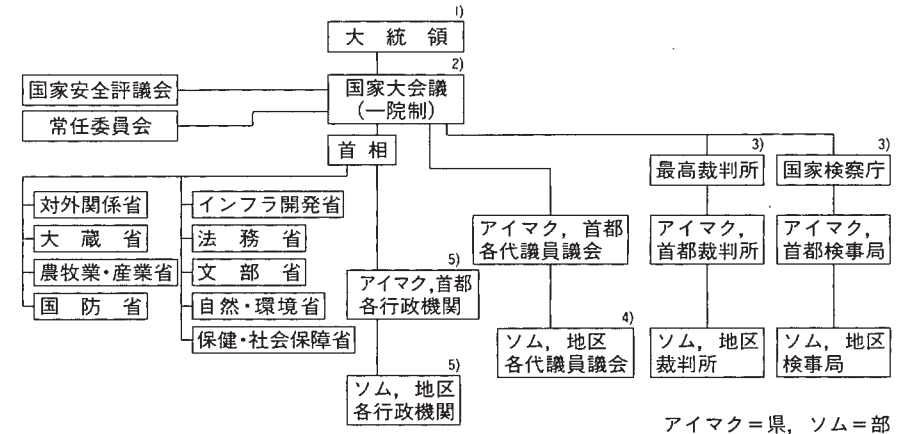 1)
大統領
2)
国家安全評議会
国家大会議
(一院制)
常任委員会
首相
3)
最高裁判所
3)
国家検察庁
対外関係省
インフラ開発省
大蔵省
法務省
農牧業・産業省
文部省
国防省
自然・環境省
保健・社会保障省
5)
アイマク,首都
各行政機関
5)
ソム,地区
各行政機関
アイマク,首都
各代議員議会
4)
ソム,地区
各代議員議会
アイマク,
首都裁判所
ソム,地区
裁判所
アイマク,
首都検事局
ソム,地区
検事局
アイマク=県,ソム=部